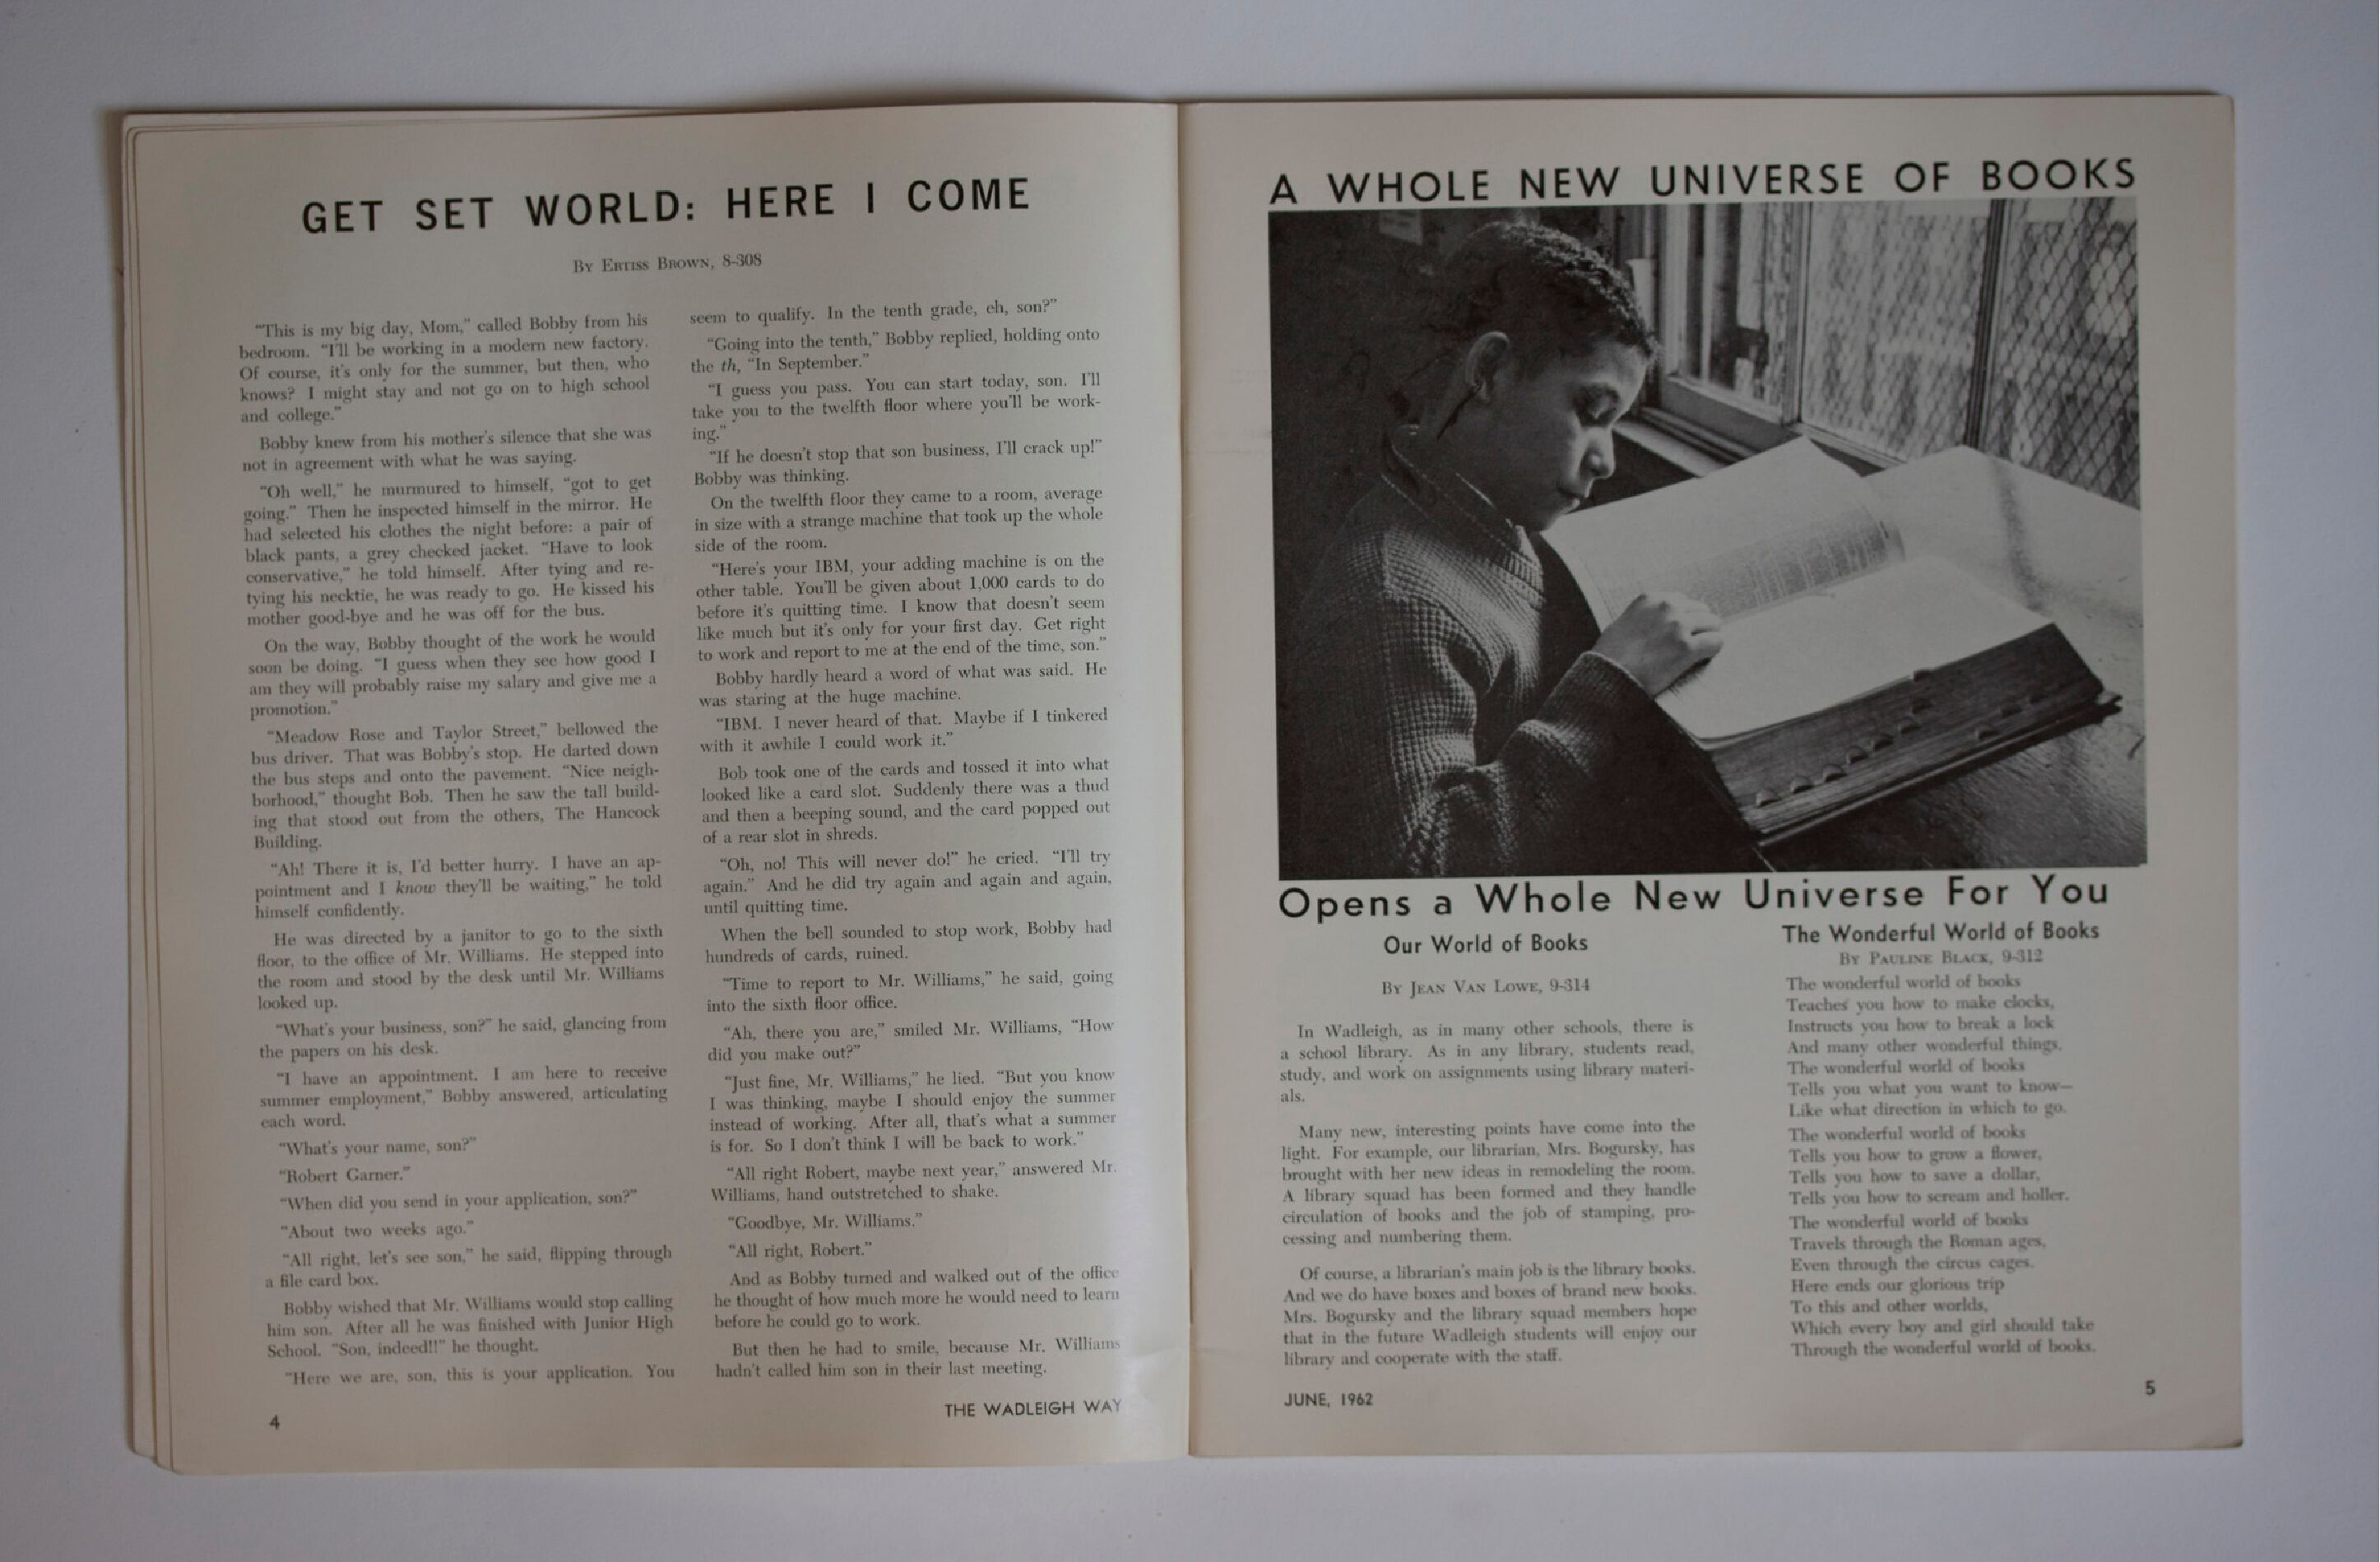 GET SET WORLD: HERE I COME
BY ERTISS BROWN, 8-308
"This is my big day, Mom," called Bobby from his
bedroom. "I'll be working in a modern new factory.
Of course, it's only for the summer, but then, who
knows? I might stay and not go on to high school
and college."
Bobby knew from his mother's silence that she was
not in agreement with what he was saying.
"Oh well," he murmured to himself, "got to get
going." Then he inspected himself in the mirror. He
had selected his clothes the night before: a pair of
black pants, a grey checked jacket. "Have to look
conservative," he told himself. After tying and re-
tying his necktie, he was ready to go. He kissed his
mother good-bye and he was off for the bus.
On the way, Bobby thought of the work he would
soon be doing. "I guess when they see how good I
am they will probably raise my salary and give me a
promotion."
"Meadow Rose and Taylor Street," bellowed the
bus driver. That was Bobby's stop. He darted down
the bus steps and onto the pavement. "Nice neigh-
borhood," thought Bob. Then he saw the tall build-
ing that stood out from the others, The Hancock
Building.
"Ah! There it is, I'd better hurry. I have an ap-
pointment and I know they'll be waiting," he told
himself confidently.
He was directed by a janitor to go to the sixth
floor, to the office of Mr. Williams. He stepped into
the room and stood by the desk until Mr. Williams
looked up.
"What's your business, son?" he said, glancing from
the papers on his desk.
"I have an appointment. I am here to receive
summer employment," Bobby answered, articulating
each word.
"What's your name, son?"
"Robert Garner."
"When did you send in your application, son?"
"About two weeks ago."
"All right, let's see son," he said, flipping through
a file card box.
Bobby wished that Mr. Williams would stop calling
him son. After all he was finished with Junior High
School. "Son, indeed!!" he thought.
"Here we are, son, this is your application. You
4
seem to qualify. In the tenth grade, eh, son?"
"Going into the tenth," Bobby replied, holding onto
the th, "In September."
"I guess you pass. You can start today, son. I'll
take you to the twelfth floor where you'll be work-
ing."
"If he doesn't stop that son business, I'll crack up!"
Bobby was thinking.
On the twelfth floor they came to a room, average
in size with a strange machine that took up the whole
side of the room.
"Here's your IBM, your adding machine is on the
other table. You'll be given about 1,000 cards to do
before it's quitting time. I know that doesn't seem
like much but it's only for your first day. Get right
to work and report to me at the end of the time, son."
Bobby hardly heard a word of what was said. He
was staring at the huge machine.
"IBM. I never heard of that. Maybe if I tinkered
with it awhile I could work it."
Bob took one of the cards and tossed it into what
looked like a card slot. Suddenly there was a thud
and then a beeping sound, and the card popped out
of a rear slot in shreds.
"Oh, no! This will never do!" he cried. "I'll try
again." And he did try again and again and again,
until quitting time.
When the bell sounded to stop work, Bobby had
hundreds of cards, ruined.
"Time to report to Mr. Williams," he said, going
into the sixth floor office.
"Ah, there you are," smiled Mr. Williams, "How
did you make out?"
"Just fine, Mr. Williams," he lied. "But you know
I was thinking, maybe I should enjoy the summer
instead of working. After all, that's what a summer
is for. So I don't think I will be back to work."
"All right Robert, maybe next year," answered Mr.
Williams, hand outstretched to shake.
"Goodbye, Mr. Williams."
"All right, Robert."
And as Bobby turned and walked out of the office
he thought of how much more he would need to learn
before he could go to work.
But then he had to smile, because Mr. Williams
hadn't called him son in their last meeting.
THE WADLEIGH WAY
A WHOLE NEW UNIVERSE OF BOOKS
Opens a Whole New Universe For You
Our World of Books
BY JEAN VAN LOWE, 9-314
In Wadleigh, as in many other schools, there is
a school library. As in any library, students read,
study, and work on assignments using library materi-
als.
Many new, interesting points have come into the
light. For example, our librarian, Mrs. Bogursky, has
brought with her new ideas in remodeling the room.
A library squad has been formed and they handle
circulation of books and the job of stamping, pro-
cessing and numbering them.
Of course, a librarian's main job is the library books.
And we do have boxes and boxes of brand new books.
Mrs. Bogursky and the library squad members hope
that in the future Wadleigh students will enjoy our
library and cooperate with the staff.
JUNE, 1962
The Wonderful World of Books
BY PAULINE BLACK, 9-312
The wonderful world of books
Teaches you how to make clocks,
Instructs you how to break a lock
And many other wonderful things.
The wonderful world of books
Tells you what you want to know—
Like what direction in which to go.
The wonderful world of books
Tells you how to grow a flower,
Tells you how to save a dollar,
Tells you how to scream and holler.
The wonderful world of books
Travels through the Roman ages,
Even through the circus cages.
Here ends our glorious trip
To this and other worlds,
Which every boy and girl should take
Through the wonderful world of books.
5